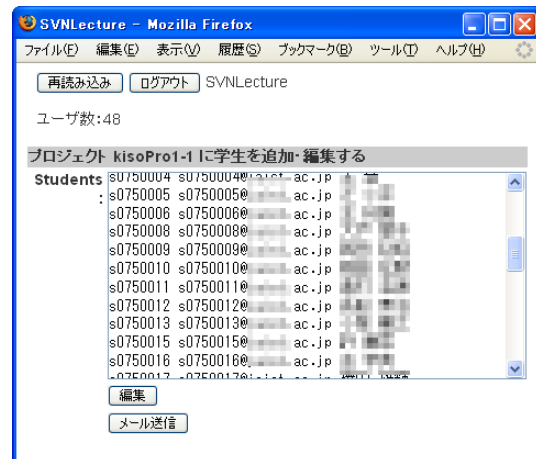 SVNLecture - Mozilla Firefox
ファイル(F) 編集(E) 表示(V) 履歴(S) ブックマーク(B) ツール(T) ヘルプ(H)
再読み込み ログアウト SVNLecture
ユーザ数:48
プロジェクト kisoPro1-1 に学生を追加・編集する
Students
:
s0750004 s0750004@ ac.jp
s0750005 s0750005@ ac.jp
s0750006 s0750006@ ac.jp
s0750008 s0750008@ ac.jp
s0750009 s0750009@ ac.jp
s0750010 s0750010@ ac.jp
s0750011 s0750011@ ac.jp
s0750012 s0750012@ ac.jp
s0750013 s0750013@ ac.jp
s0750015 s0750015@ ac.jp
s0750016 s0750016@ ac.jp
編集
メール送信